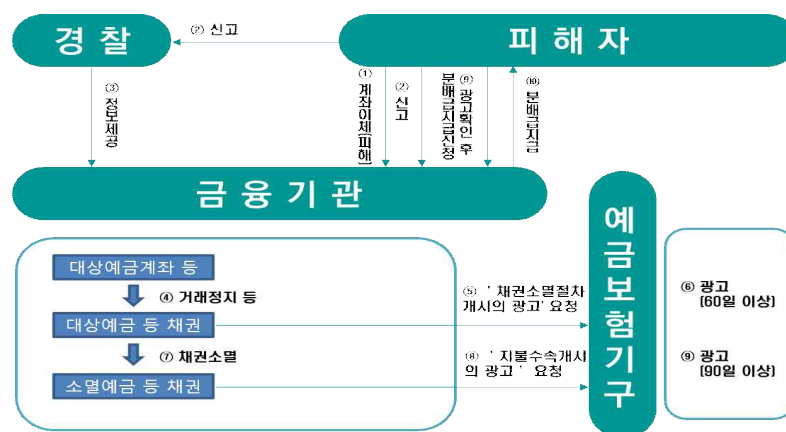 경 찰
② 신고
피 해 자
③ 정보제공
① 계좌이체(피해)
② 신고
⑨ 광고확인 후
분배금지급신청
⑩ 분배금지급
금 융 기 관
예금보험기구
대상예금계좌 등
④ 거래정지 등
대상예금 등 채권
⑦ 채권소멸
소멸예금 등 채권
⑤ ' 채권소멸절차
개시의 광고' 요청
⑧ ' 지불수속개시
의 광고 ' 요청
⑥ 광고
(60일 이상)
⑨ 광고
(90일 이상)